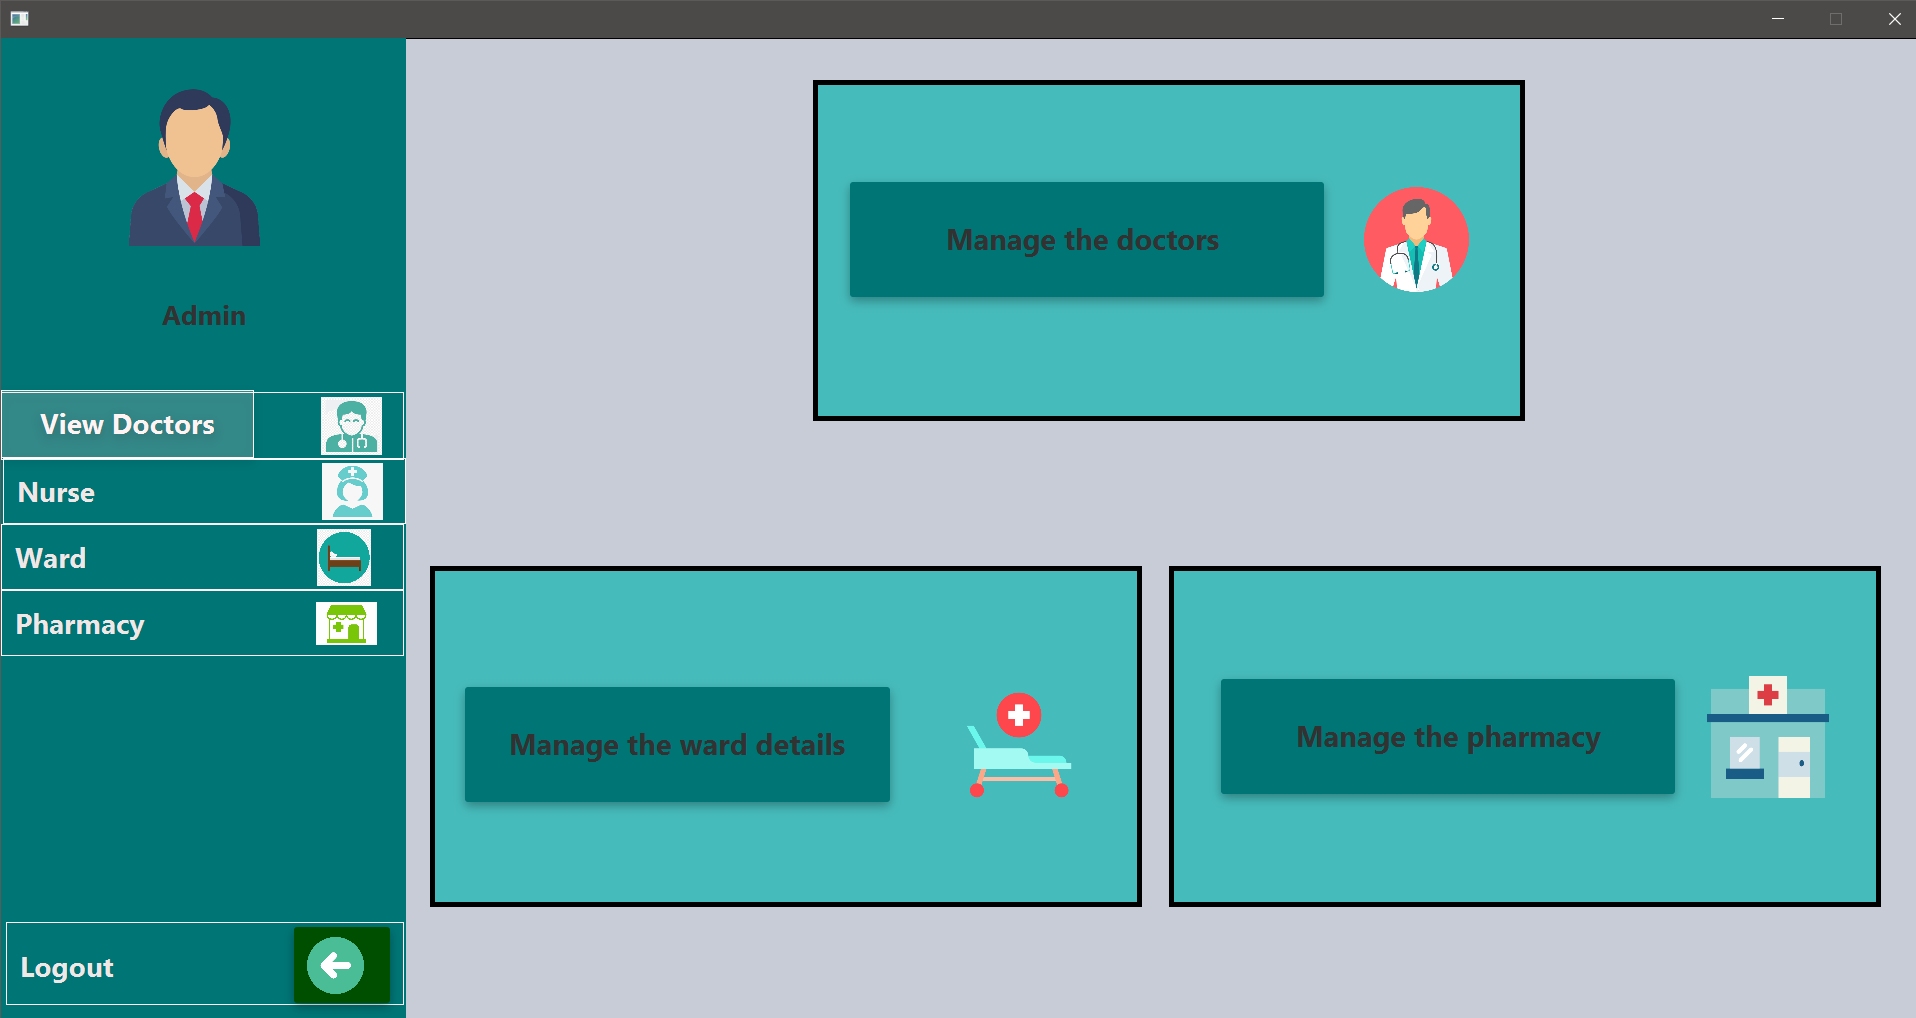 Admin
View Doctors
Nurse
Ward
Pharmacy
Logout
Manage the doctors
Manage the ward details
Manage the pharmacy